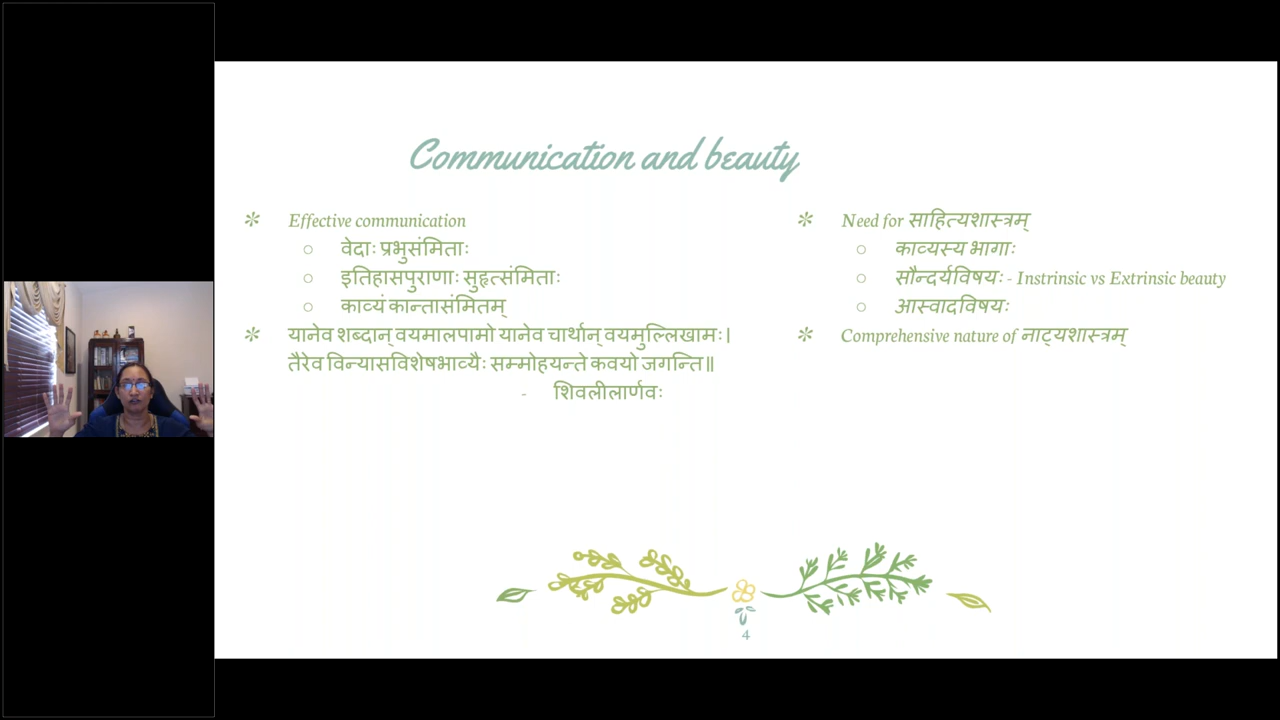 Communication and beauty
Effective communication
वेदाः प्रभुसंमिताः
इतिहासपुराणाः सुहृत्संमिताः
काव्यं कान्तासंमितम्
यानेव शब्दान् वयमालपामो यानेव चार्थान् वयमुल्लिखामः।
तैरेव विन्यासविशेषभाव्यैः सम्मोहयन्ते कवयो जगन्ति॥
- शिवलीलार्णवः
Need for साहित्यशास्त्रम्
काव्यस्य भागाः
सौन्दर्यविषयः - Instrinsic vs Extrinsic beauty
आस्वादविषयः
Comprehensive nature of नाट्यशास्त्रम्
4